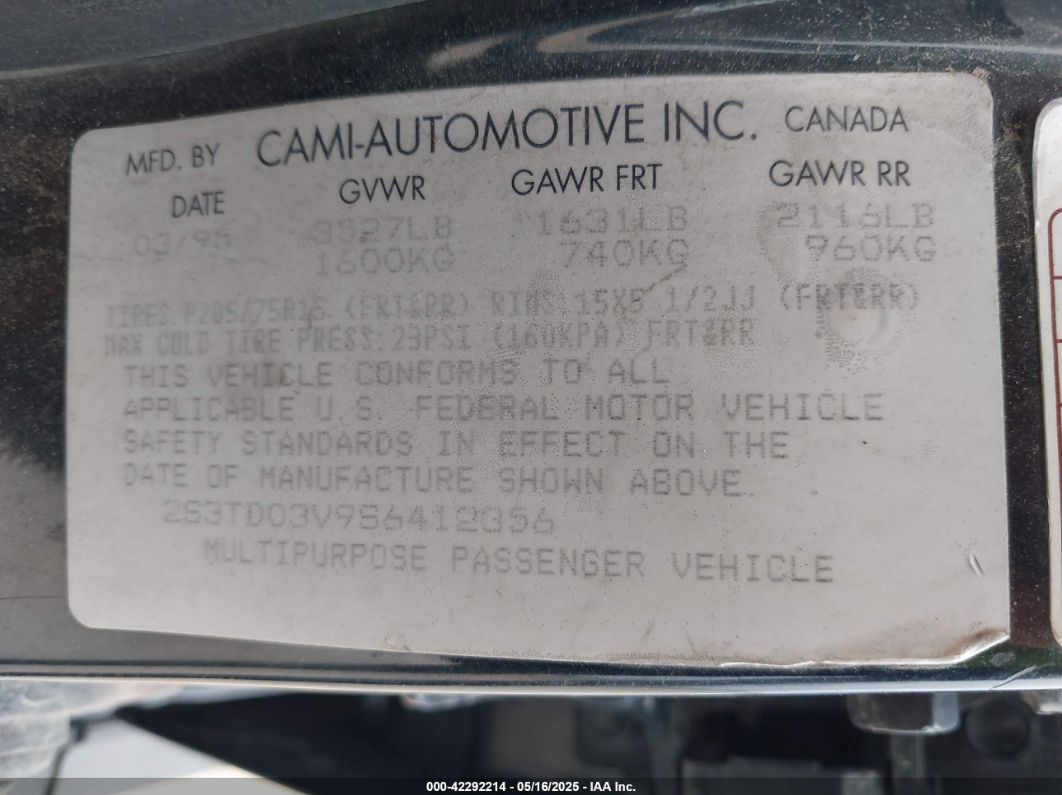 MFD. BY CAMI-AUTOMOTIVE INC. CANADA
DATE GVWR GAWR FRT GAWR RR
03/95 3527LB 1631LB 2116LB
1600KG 740KG 960KG
TIRES P205/75R15 (FRT&RR) RIMS 15X5 1/2JJ (FRT&RR)
MAX COLD TIRE PRESS.23PSI (160KPA) FRT&RR
THIS VEHICLE CONFORMS TO ALL
APPLICABLE U.S. FEDERAL MOTOR VEHICLE
SAFETY STANDARDS IN EFFECT ON THE
DATE OF MANUFACTURE SHOWN ABOVE.
MULTIPURPOSE PASSENGER VEHICLE
000-42292214 - 05/16/2025 - IAA Inc.